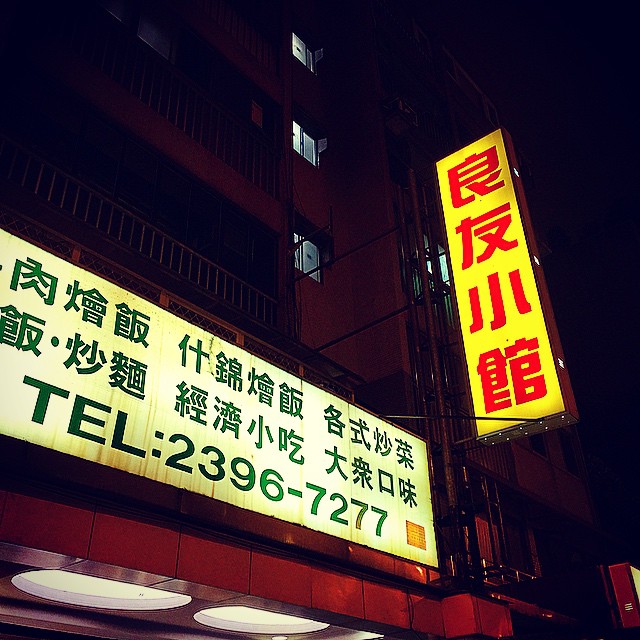 良友小館
肉燴飯 什錦燴飯 各式炒菜
飯·炒麵 經濟小吃 大衆口味
TEL:2396-7277